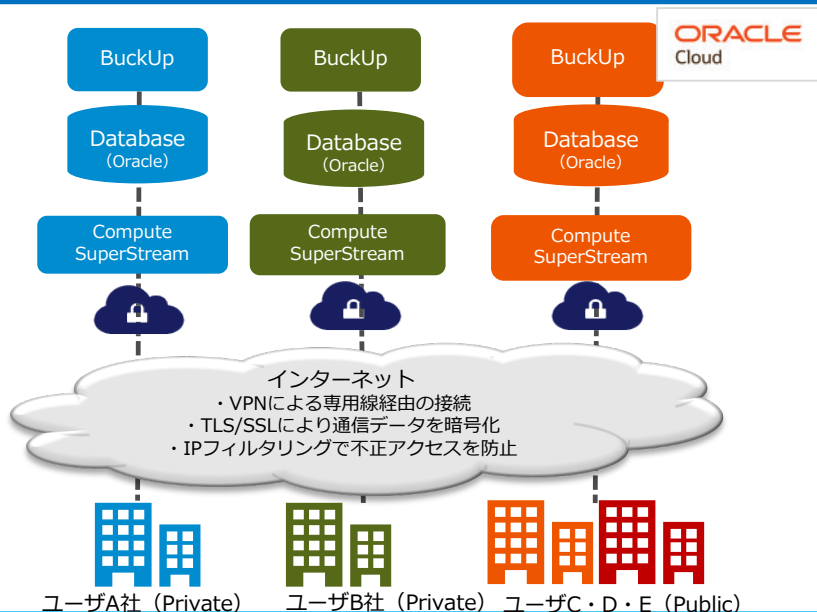 ORACLE
Cloud
BuckUp
BuckUp
BuckUp
Database
（Oracle）
Database
（Oracle）
Database
（Oracle）
Compute
SuperStream
Compute
SuperStream
Compute
SuperStream
インターネット
・VPNによる専用線経由の接続
・TLS/SSLにより通信データを暗号化
・IPフィルタリングで不正アクセスを防止
ユーザA社（Private）
ユーザB社（Private）
ユーザC・D・E（Public）